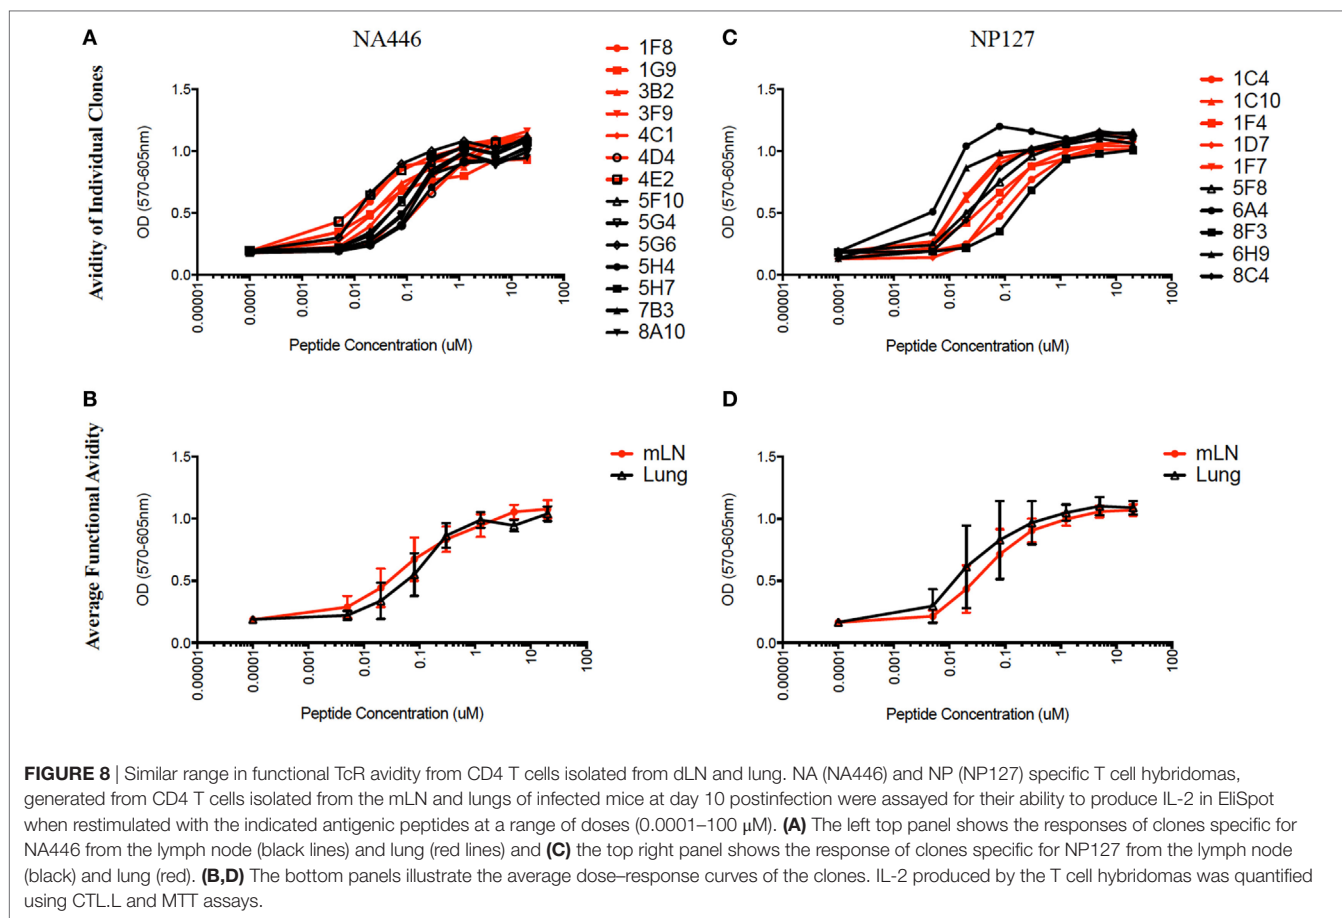 A
NA446
Avidity of Individual Clones
OD (570-605nm)
1.5
1.0
0.5
0.0
0.00001
0.001
0.1
1
10
100
Peptide Concentration (uM)
1F8
1G9
3B2
3F9
4C1
4D4
4E2
5F10
5G4
5G6
5H4
5H7
7B3
8A10
C
NP127
OD (570-605nm)
1.5
1.0
0.5
0.0
0.00001
0.001
0.1
1
10
100
Peptide Concentration (uM)
1C4
1C10
1F4
1D7
1F7
5F8
6A4
8F3
6H9
8C4
B
Average Functional Avidity
OD (570-605nm)
1.5
1.0
0.5
0.0
0.00001
0.0001
0.001
0.01
0.1
1
10
100
Peptide Concentration (uM)
mLN
Lung
D
OD (570-605nm)
1.5
1.0
0.5
0.0
0.00001
0.0001
0.001
0.01
0.1
1
10
100
Peptide Concentration (uM)
mLN
Lung
FIGURE 8 | Similar range in functional TcR avidity from CD4 T cells isolated from dLN and lung. NA (NA446) and NP (NP127) specific T cell hybridomas,
generated from CD4 T cells isolated from the mLN and lungs of infected mice at day 10 postinfection were assayed for their ability to produce IL-2 in EliSpot
when restimulated with the indicated antigenic peptides at a range of doses (0.0001–100 μM). (A) The left top panel shows the responses of clones specific for
NA446 from the lymph node (black lines) and lung (red lines) and (C) the top right panel shows the response of clones specific for NP127 from the lymph node
(black) and lung (red). (B,D) The bottom panels illustrate the average dose–response curves of the clones. IL-2 produced by the T cell hybridomas was quantified
using CTL.L and MTT assays.